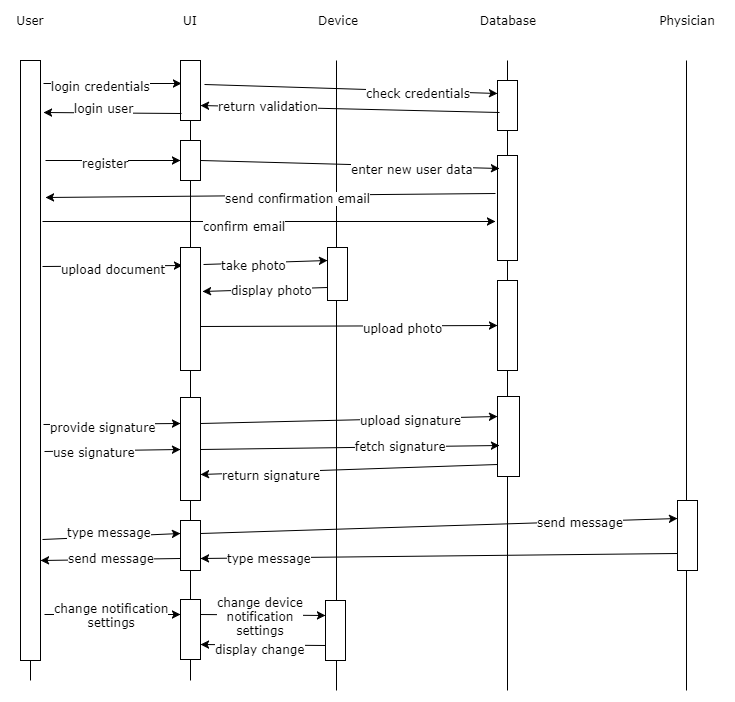 User
UI
Device
Database
Physician
login credentials
check credentials
return validation
login user
register
enter new user data
send confirmation email
confirm email
upload document
take photo
display photo
upload photo
provide signature
upload signature
use signature
fetch signature
return signature
type message
send message
send message
type message
change notification
settings
change device
notification
settings
display change